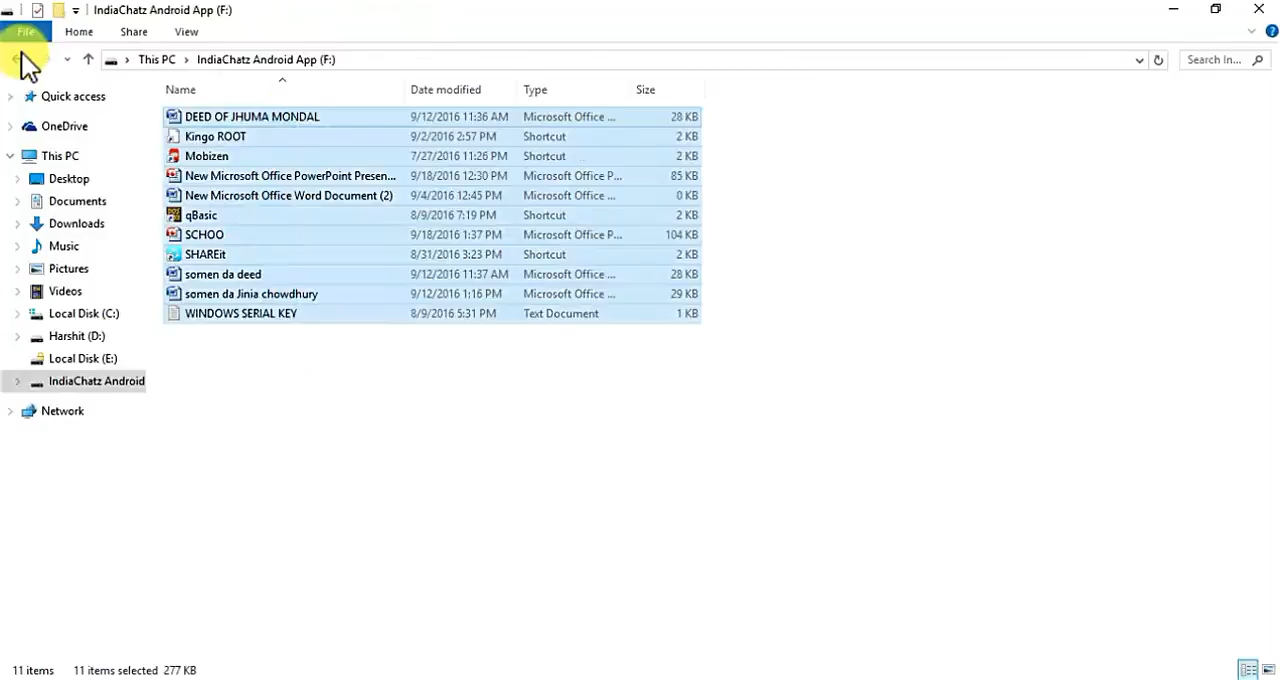 IndiaChatz Android App (F:)
File Home Share View
This PC > IndiaChatz Android App (F:) Search In...
Name Date modified Type Size
Quick access
OneDrive
This PC
Desktop
Documents
Downloads
Music
Pictures
Videos
Local Disk (C:)
Harshit (D:)
Local Disk (E:)
IndiaChatz Android
Network
DEED OF JHUMA MONDAL 9/12/2016 11:36 AM Microsoft Office ... 28 KB
Kingo ROOT 9/2/2016 2:57 PM Shortcut 2 KB
Mobizen 7/27/2016 11:26 PM Shortcut 2 KB
New Microsoft Office PowerPoint Presen... 9/18/2016 12:30 PM Microsoft Office P... 85 KB
New Microsoft Office Word Document (2) 9/4/2016 12:45 PM Microsoft Office ... 0 KB
qBasic 8/9/2016 7:19 PM Shortcut 2 KB
SCHOO 9/18/2016 1:37 PM Microsoft Office P... 104 KB
SHAREit 8/31/2016 3:23 PM Shortcut 2 KB
somen da deed 9/12/2016 11:37 AM Microsoft Office ... 28 KB
somen da Jinia chowdhury 9/12/2016 1:16 PM Microsoft Office ... 29 KB
WINDOWS SERIAL KEY 8/9/2016 5:31 PM Text Document 1 KB
11 items 11 items selected 277 KB